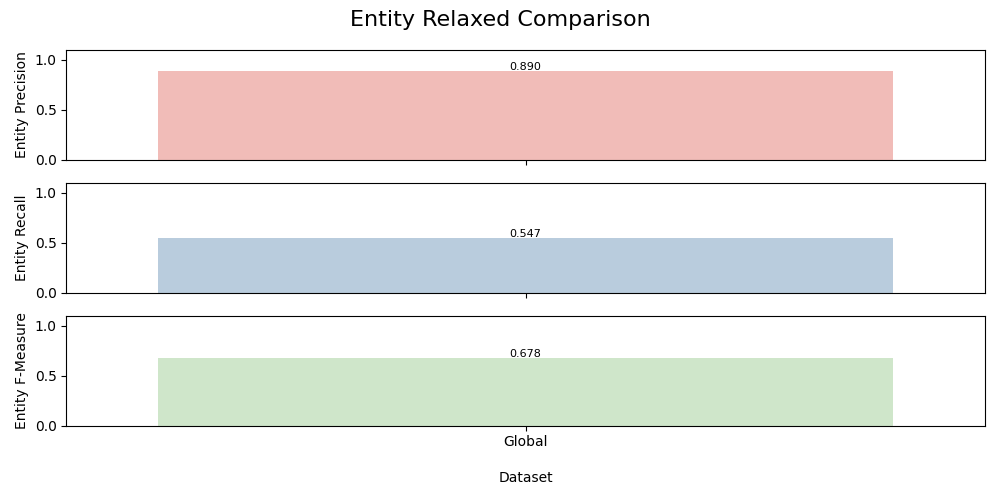 Entity Relaxed Comparison
Entity Precision
1.0
0.5
0.0
0.890
Entity Recall
1.0
0.5
0.0
0.547
Entity F-Measure
1.0
0.5
0.0
0.678
Global
Dataset